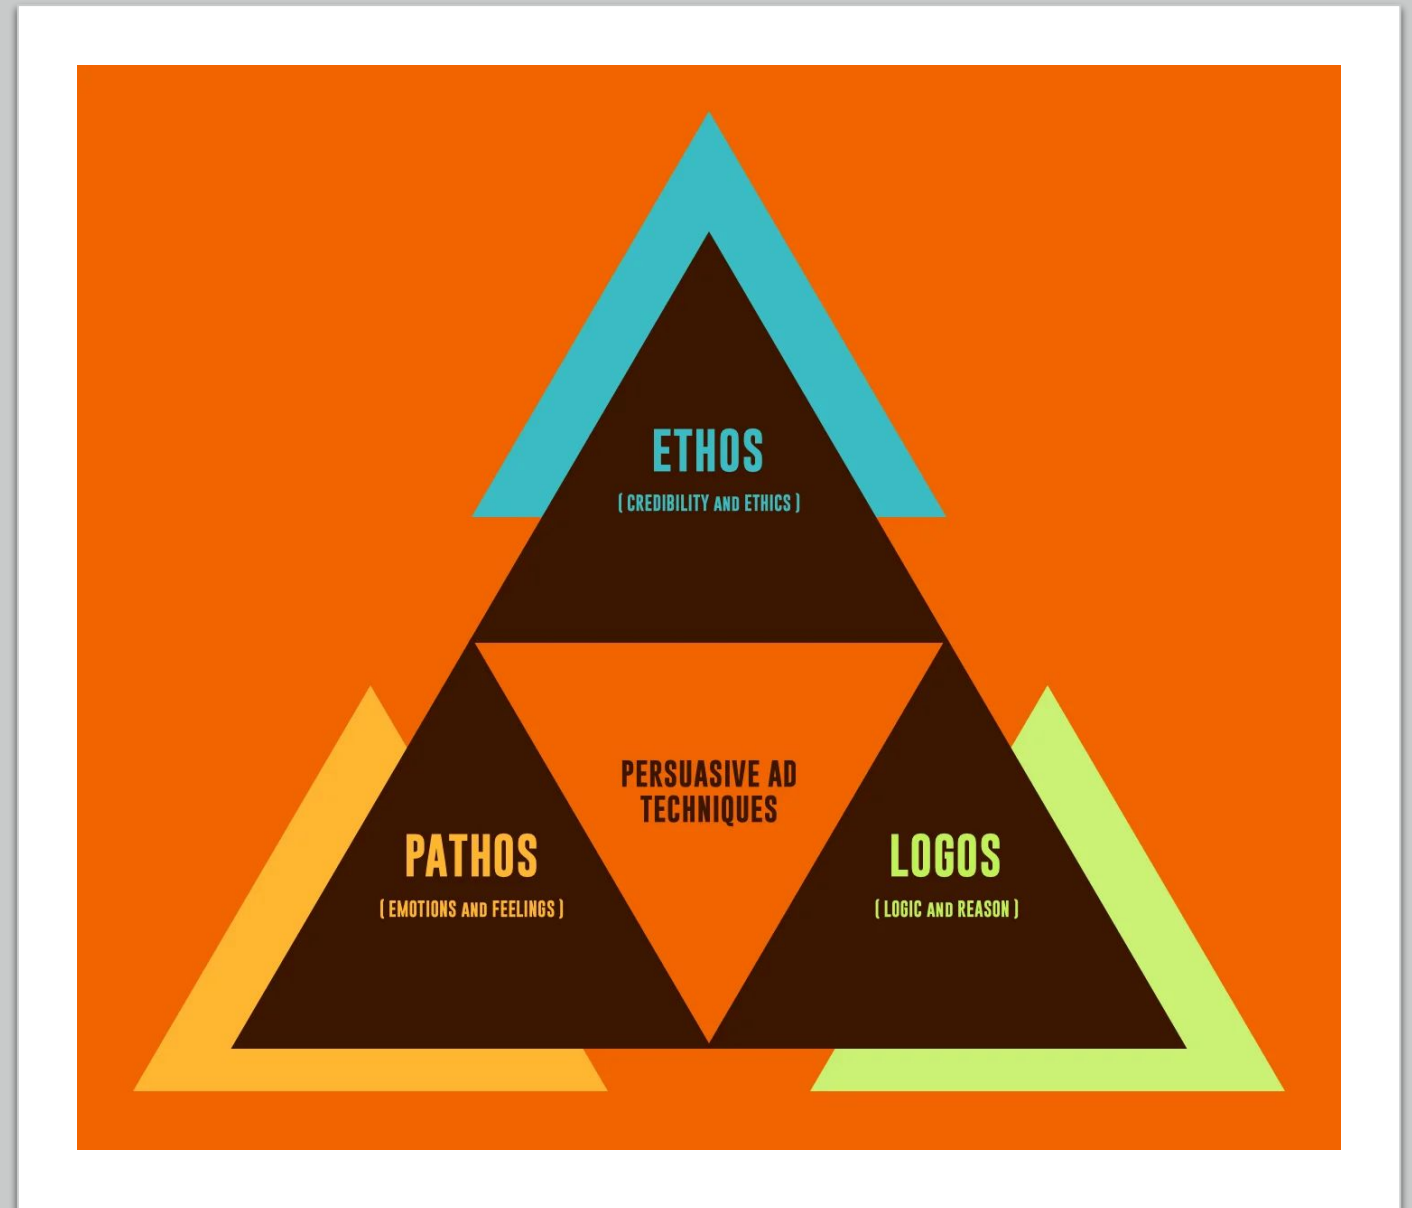 ETHOS
( CREDIBILITY AND ETHICS )
PERSUASIVE AD
TECHNIQUES
PATHOS
( EMOTIONS AND FEELINGS )
LOGOS
( LOGIC AND REASON )